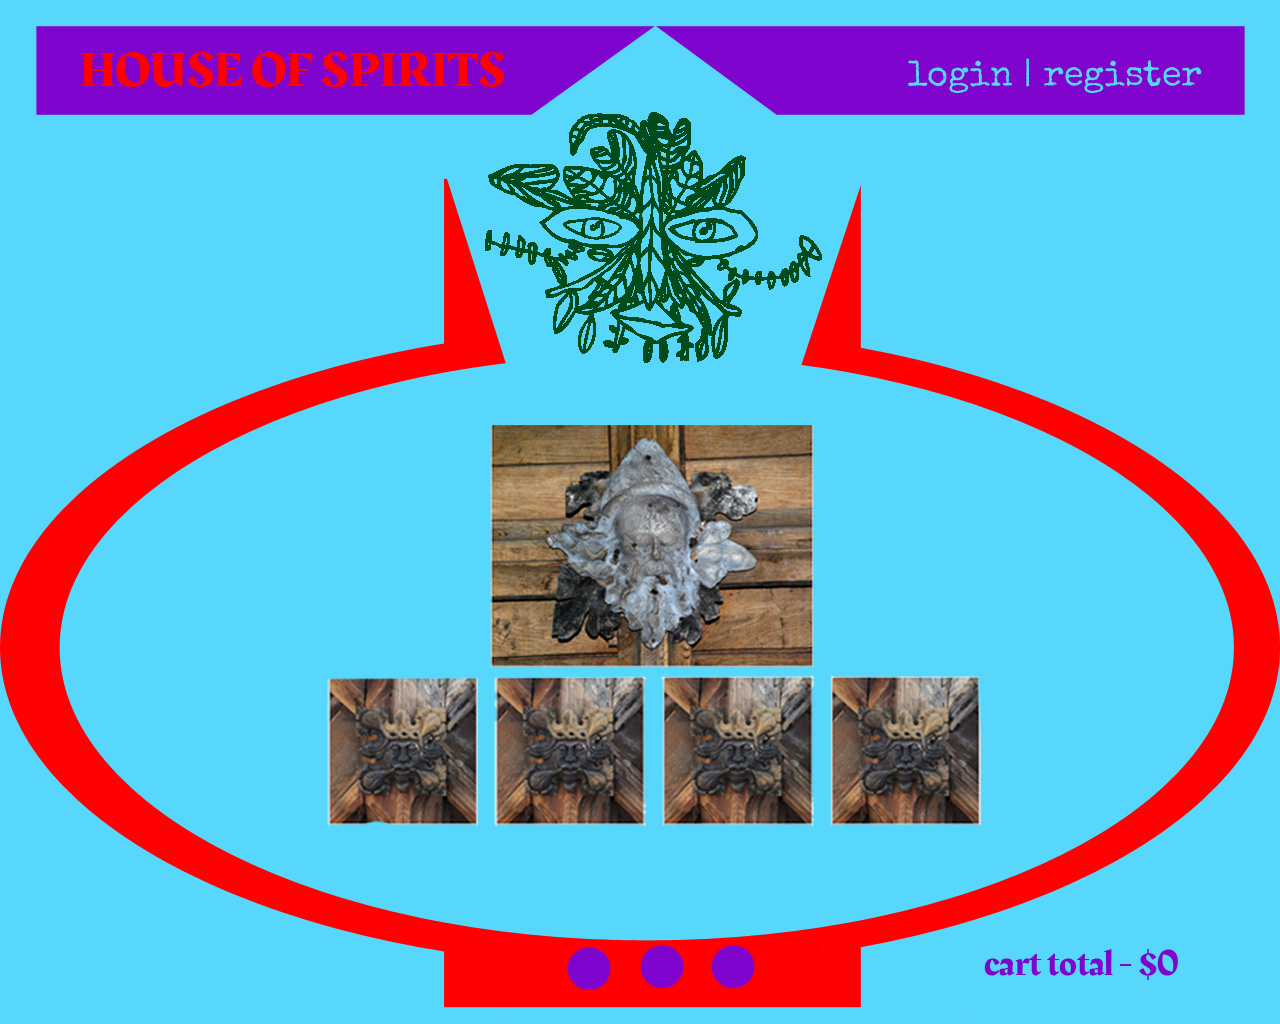 HOUSE OF SPIRITS
login | register
cart total - $0